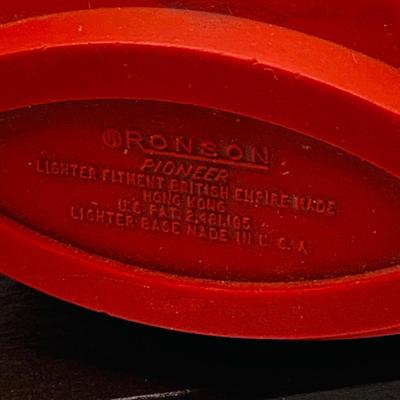 ® RONSON
PIONEER
LIGHTER FITMENT BRITISH EMPIRE MADE
HONG KONG
U.S. PAT. 2,481,195
LIGHTER BASE MADE IN U. S. A